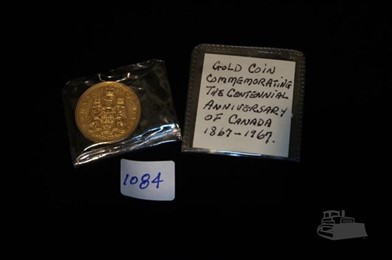 GOLD COIN
COMMEMORATING
THE CENTENNIAL
ANNIVERSARY
OF CANADA
1867-1967.
1084